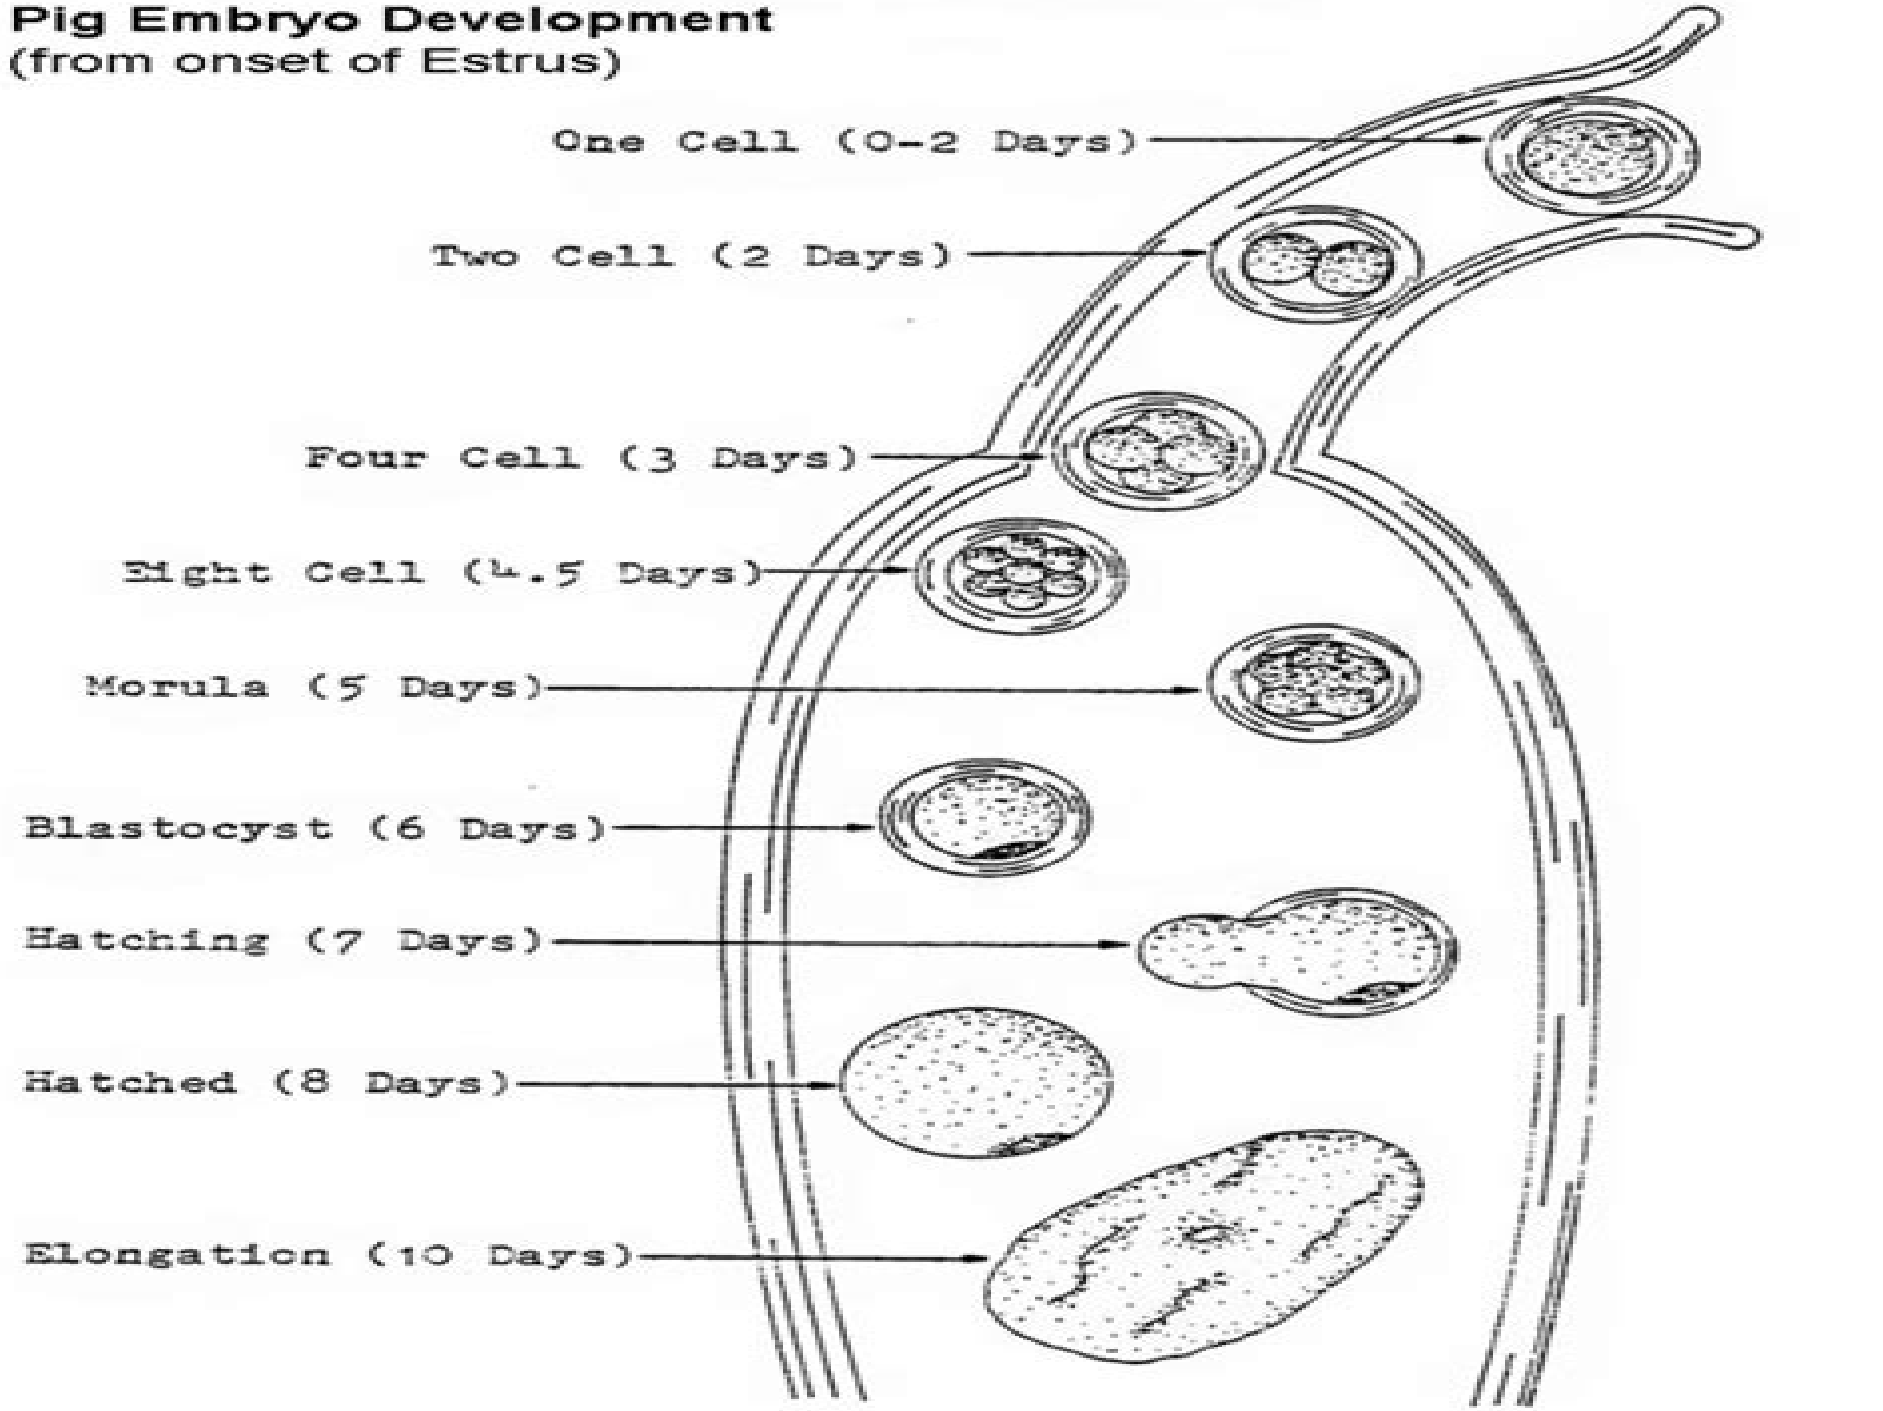 Pig Embryo Development
(from onset of Estrus)
One Cell (0-2 Days)
Two Cell (2 Days)
Four Cell (3 Days)
Eight Cell (4.5 Days)
Morula (5 Days)
Blastocyst (6 Days)
Hatching (7 Days)
Hatched (8 Days)
Elongation (10 Days)